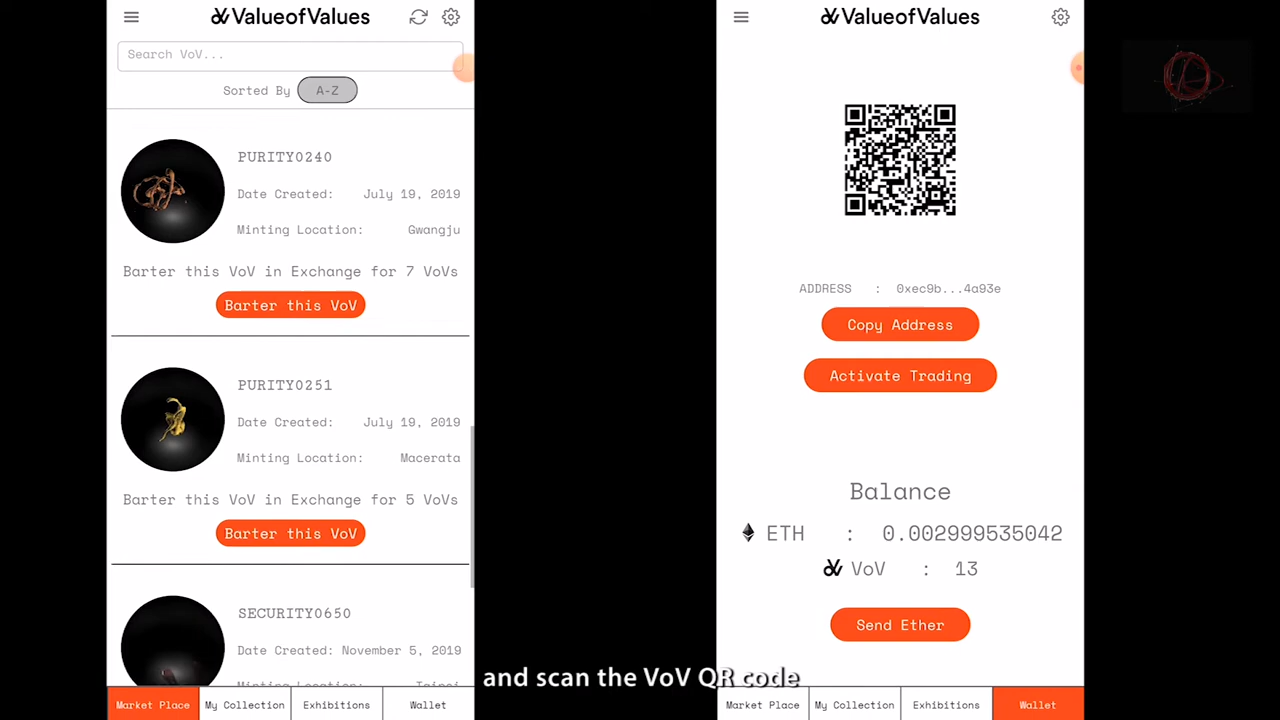 ValueofValues
Search VoV...
Sorted By A-Z
PURITY0240
Date Created: July 19, 2019
Minting Location: Gwangju
Barter this VoV in Exchange for 7 VoVs
Barter this VoV
PURITY0251
Date Created: July 19, 2019
Minting Location: Macerata
Barter this VoV in Exchange for 5 VoVs
Barter this VoV
SECURITY0650
Date Created: November 5, 2019
Minting Location: Taipei
Market Place My Collection Exhibitions Wallet
ValueofValues
ADDRESS : 0xec9b...4a93e
Copy Address
Activate Trading
Balance
ETH : 0.002999535042
VoV : 13
Send Ether
Market Place My Collection Exhibitions Wallet
and scan the VoV QR code